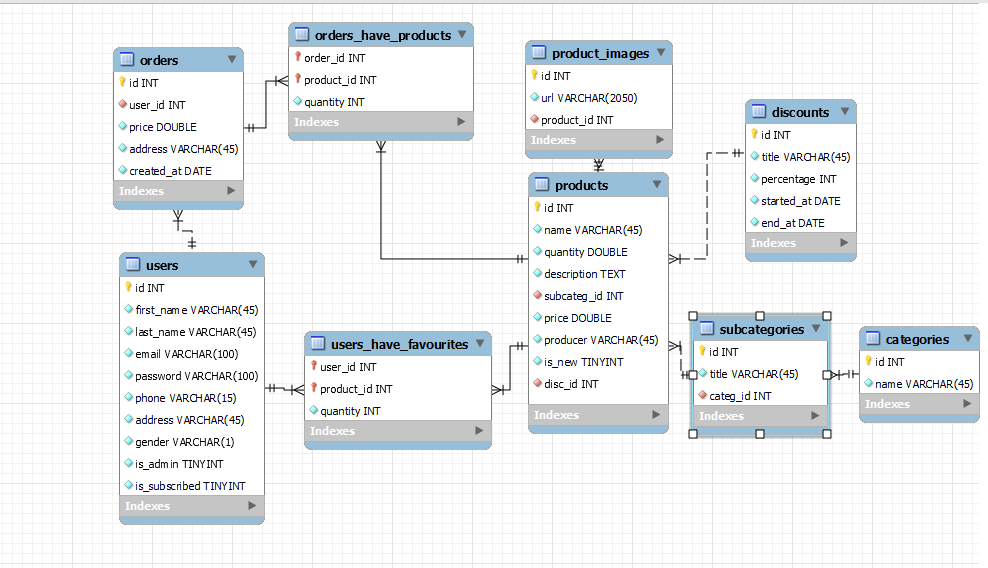 orders
id INT
user_id INT
price DOUBLE
address VARCHAR(45)
created_at DATE
Indexes
orders_have_products
order_id INT
product_id INT
quantity INT
Indexes
product_images
id INT
url VARCHAR(2050)
product_id INT
Indexes
discounts
id INT
title VARCHAR(45)
percentage INT
started_at DATE
end_at DATE
Indexes
products
id INT
name VARCHAR(45)
quantity DOUBLE
description TEXT
subcateg_id INT
price DOUBLE
producer VARCHAR(45)
is_new TINYINT
disc_id INT
Indexes
users
id INT
first_name VARCHAR(45)
last_name VARCHAR(45)
email VARCHAR(100)
password VARCHAR(100)
phone VARCHAR(15)
address VARCHAR(45)
gender VARCHAR(1)
is_admin TINYINT
is_subscribed TINYINT
Indexes
users_have_favourites
user_id INT
product_id INT
quantity INT
Indexes
subcategories
id INT
title VARCHAR(45)
categ_id INT
Indexes
categories
id INT
name VARCHAR(45)
Indexes